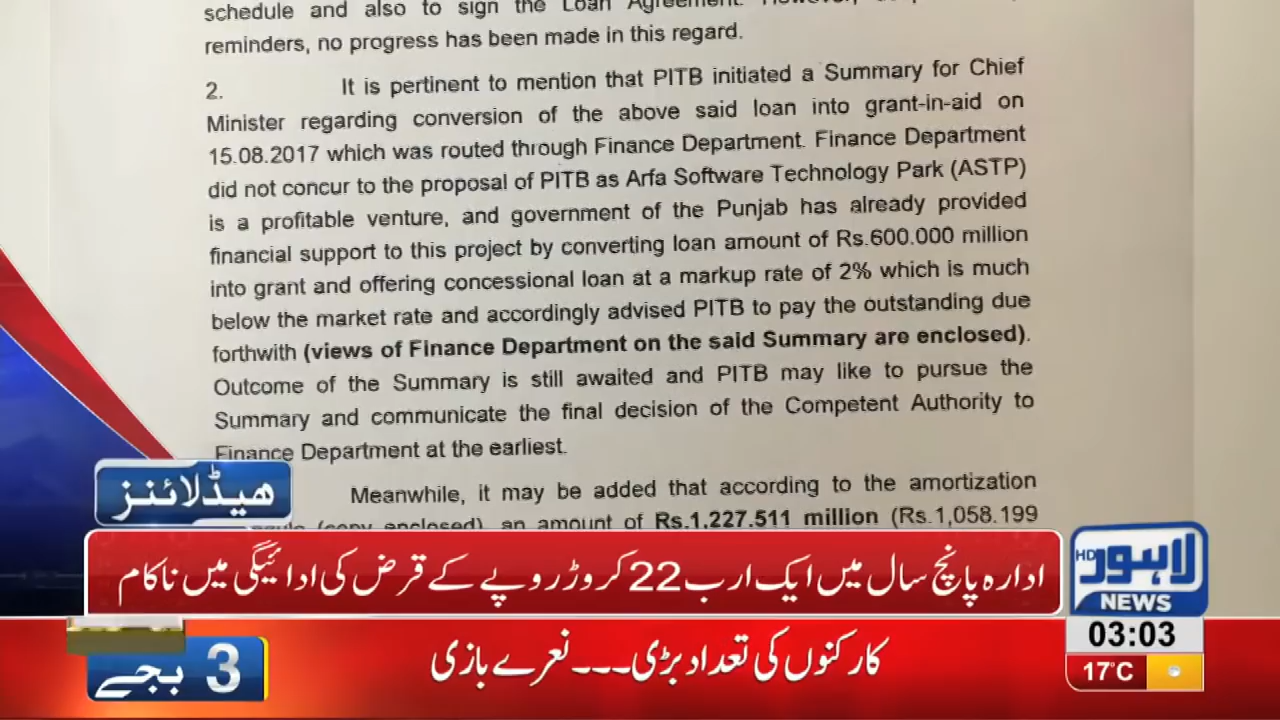 schedule and also to sign the Loan Agreement. However,
reminders, no progress has been made in this regard.
2. It is pertinent to mention that PITB initiated a Summary for Chief
Minister regarding conversion of the above said loan into grant-in-aid on
15.08.2017 which was routed through Finance Department. Finance Department
did not concur to the proposal of PITB as Arfa Software Technology Park (ASTP)
is a profitable venture, and government of the Punjab has already provided
financial support to this project by converting loan amount of Rs.600.000 million
into grant and offering concessional loan at a markup rate of 2% which is much
below the market rate and accordingly advised PITB to pay the outstanding due
forthwith (views of Finance Department on the said Summary are enclosed).
Outcome of the Summary is still awaited and PITB may like to pursue the
Summary and communicate the final decision of the Competent Authority to
Finance Department at the earliest.
Meanwhile, it may be added that according to the amortization
(copy enclosed), an amount of Rs.1,227.511 million (Rs.1,058.199
ھیڈلائنز
ادارہ پانچ سال میں ایک ارب 22 کروڑ روپے کے قرض کی ادائیگی میں ناکام
لاہور HD
NEWS
03:03
17°C
3 بجے
کارکنوں کی تعداد بڑی۔۔۔نعرے بازی